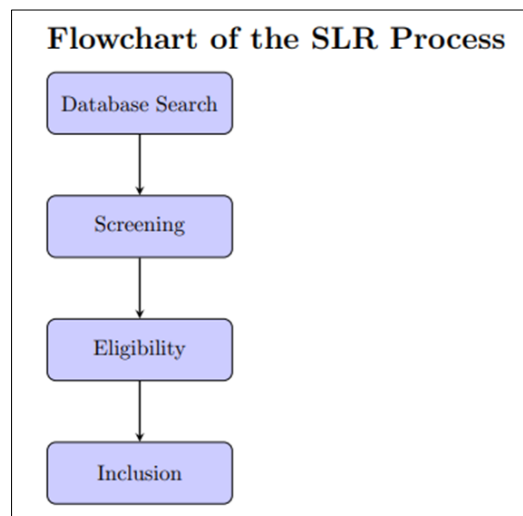 Flowchart of the SLR Process
Database Search
Screening
Eligibility
Inclusion